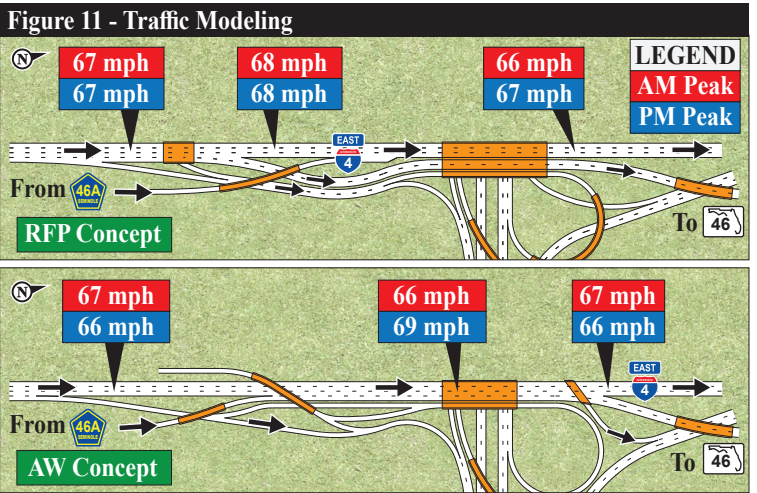 Figure 11 - Traffic Modeling
N
67 mph
67 mph
68 mph
68 mph
66 mph
67 mph
LEGEND
AM Peak
PM Peak
EAST
4
From 46A SEMINOLE
To 46
RFP Concept
N
67 mph
66 mph
66 mph
69 mph
67 mph
66 mph
EAST
4
From 46A SEMINOLE
To 46
AW Concept